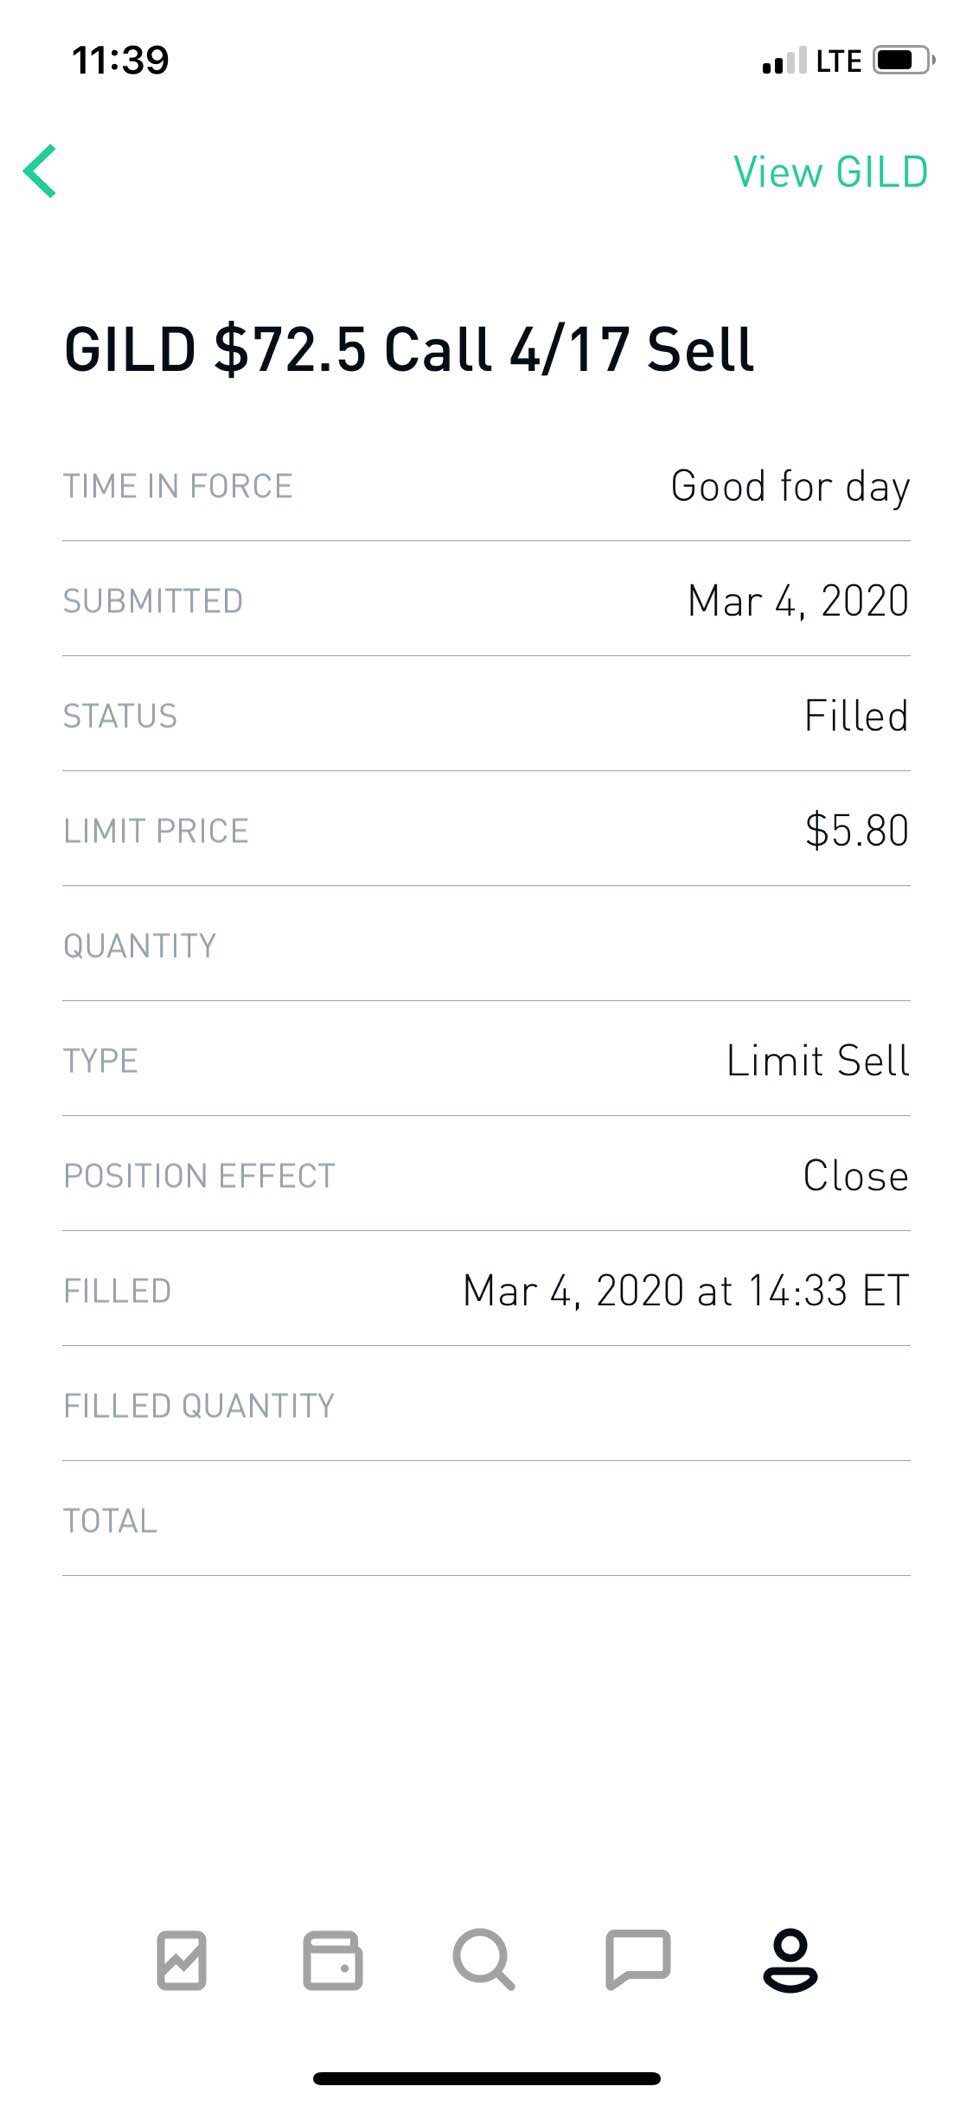 11:39 LTE
View GILD
GILD $72.5 Call 4/17 Sell
TIME IN FORCE Good for day
SUBMITTED Mar 4, 2020
STATUS Filled
LIMIT PRICE $5.80
QUANTITY
TYPE Limit Sell
POSITION EFFECT Close
FILLED Mar 4, 2020 at 14:33 ET
FILLED QUANTITY
TOTAL